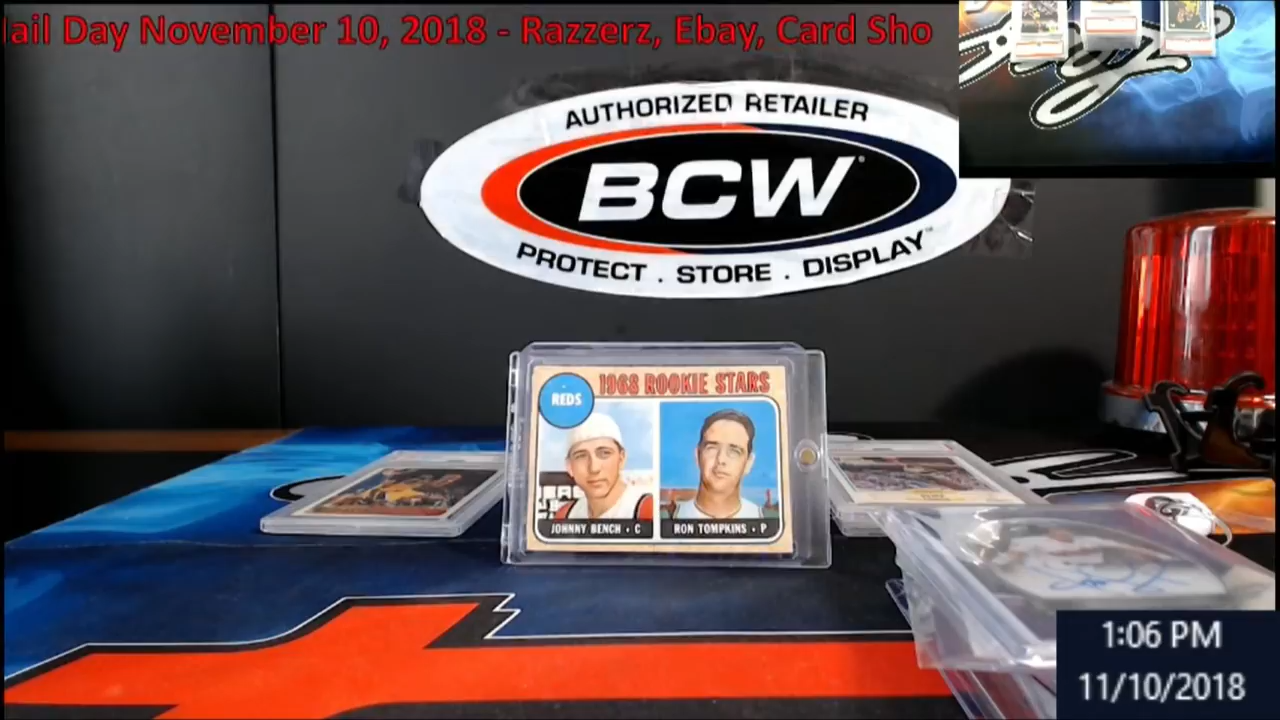 ail Day November 10, 2018 - Razzerz, Ebay, Card Sho
AUTHORIZED RETAILER
BCW
PROTECT . STORE . DISPLAY™
1968 ROOKIE STARS
REDS
JOHNNY BENCH • C
RON TOMPKINS • P
1:06 PM
11/10/2018